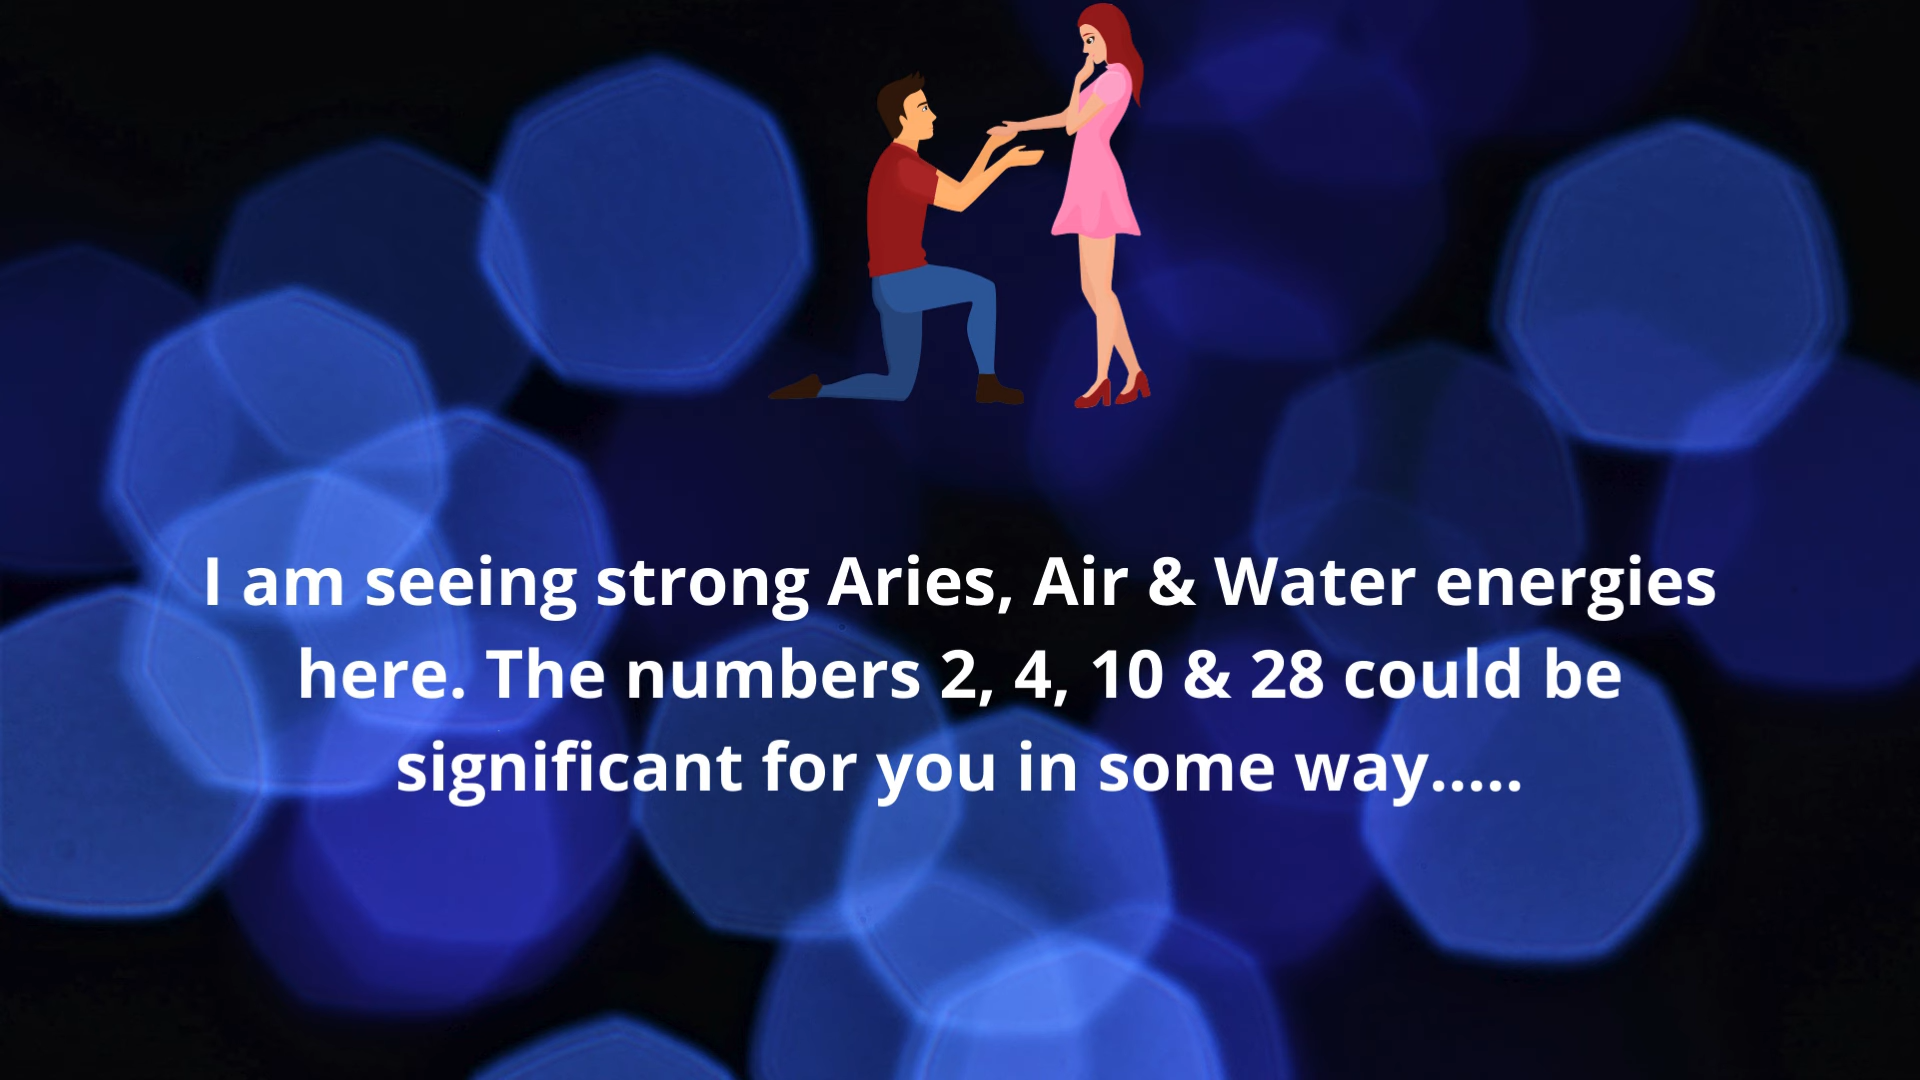 I am seeing strong Aries, Air & Water energies
here. The numbers 2, 4, 10 & 28 could be
significant for you in some way.....